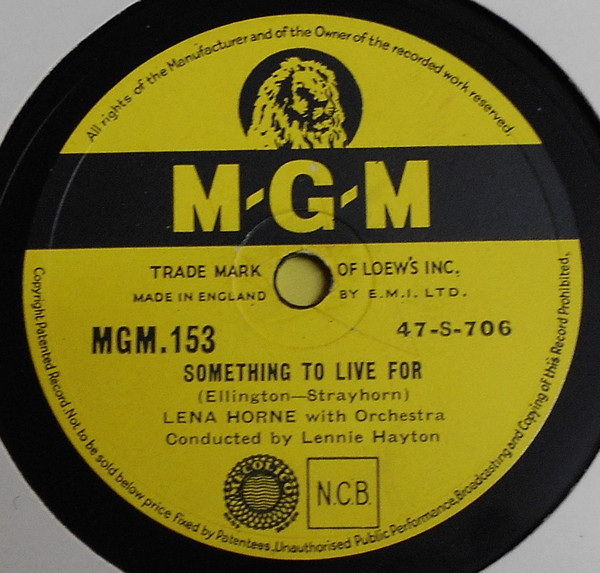 All rights of the Manufacturer and of the Owner of the recorded work reserved.
M-G-M
TRADE MARK OF LOEW'S INC.
MADE IN ENGLAND BY E.M.I. LTD.
MGM.153 47-S-706
SOMETHING TO LIVE FOR
(Ellington—Strayhorn)
LENA HORNE with Orchestra
Conducted by Lennie Hayton
N.C.B.
Copyright Patented Record. Not to be sold below price fixed by Patentees. Unauthorised Public Performance, Broadcasting and Copying of this Record Prohibited.